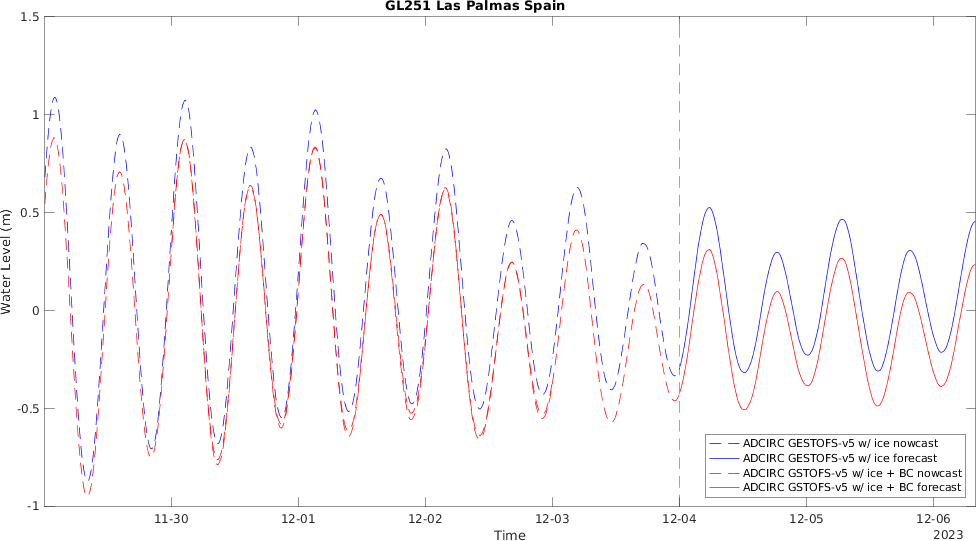 GL251 Las Palmas Spain
1.5
1
0.5
0
-0.5
-1
Water Level (m)
11-30
12-01
12-02
12-03
12-04
12-05
12-06
Time
2023
ADCIRC GESTOFS-v5 w/ ice nowcast
ADCIRC GESTOFS-v5 w/ ice forecast
ADCIRC GSTOFS-v5 w/ ice + BC nowcast
ADCIRC GSTOFS-v5 w/ ice + BC forecast